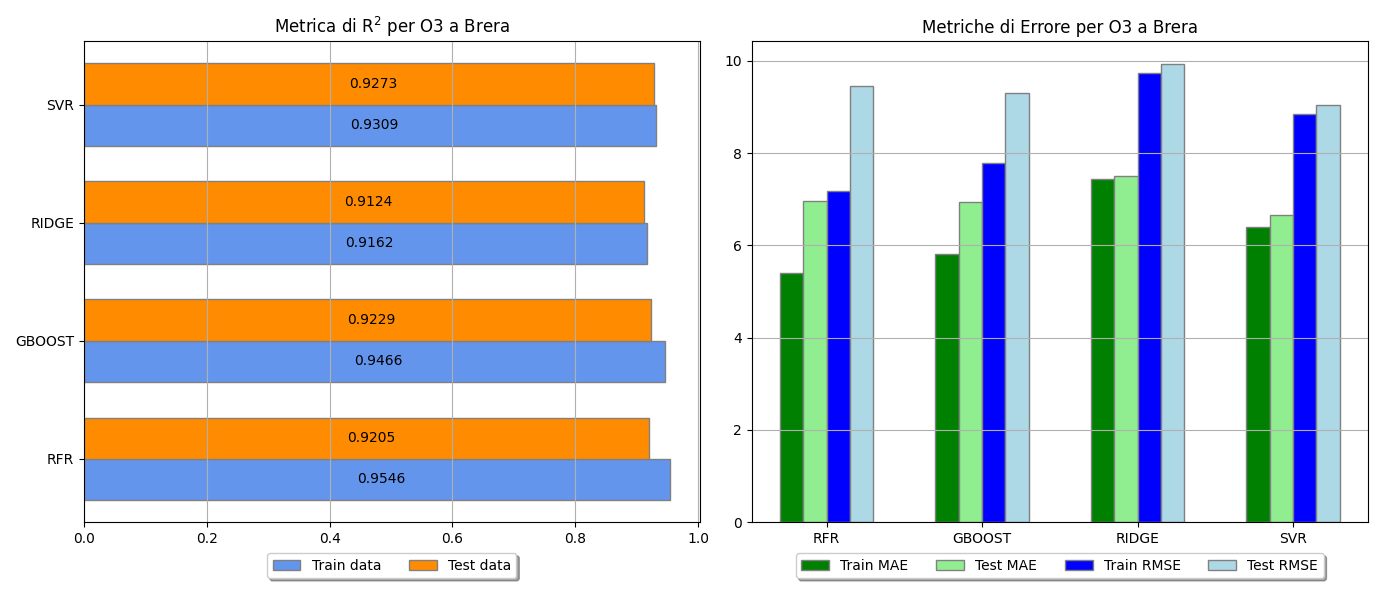 Metrica di R² per O3 a Brera
SVR
0.9273
0.9309
RIDGE
0.9124
0.9162
GBOOST
0.9229
0.9466
RFR
0.9205
0.9546
0.0 0.2 0.4 0.6 0.8 1.0
Train data Test data
Metriche di Errore per O3 a Brera
10
8
6
4
2
0
RFR GBOOST RIDGE SVR
Train MAE Test MAE Train RMSE Test RMSE